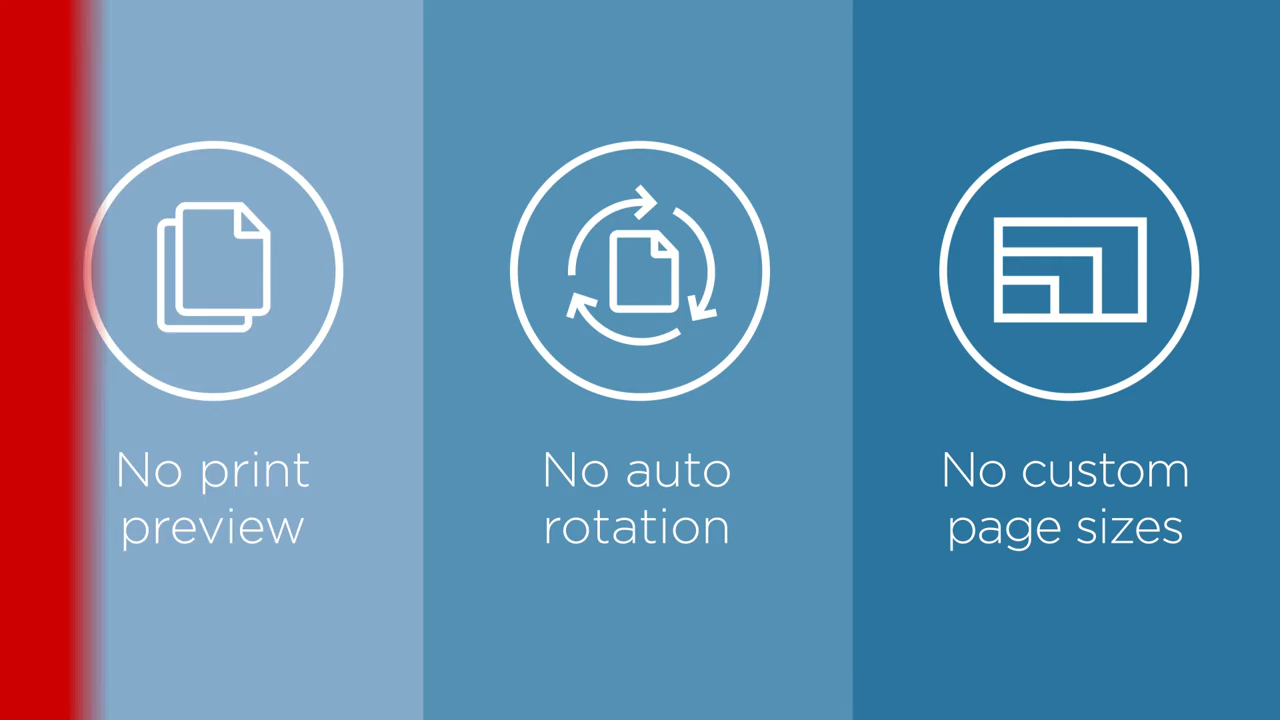 No print
preview
No auto
rotation
No custom
page sizes